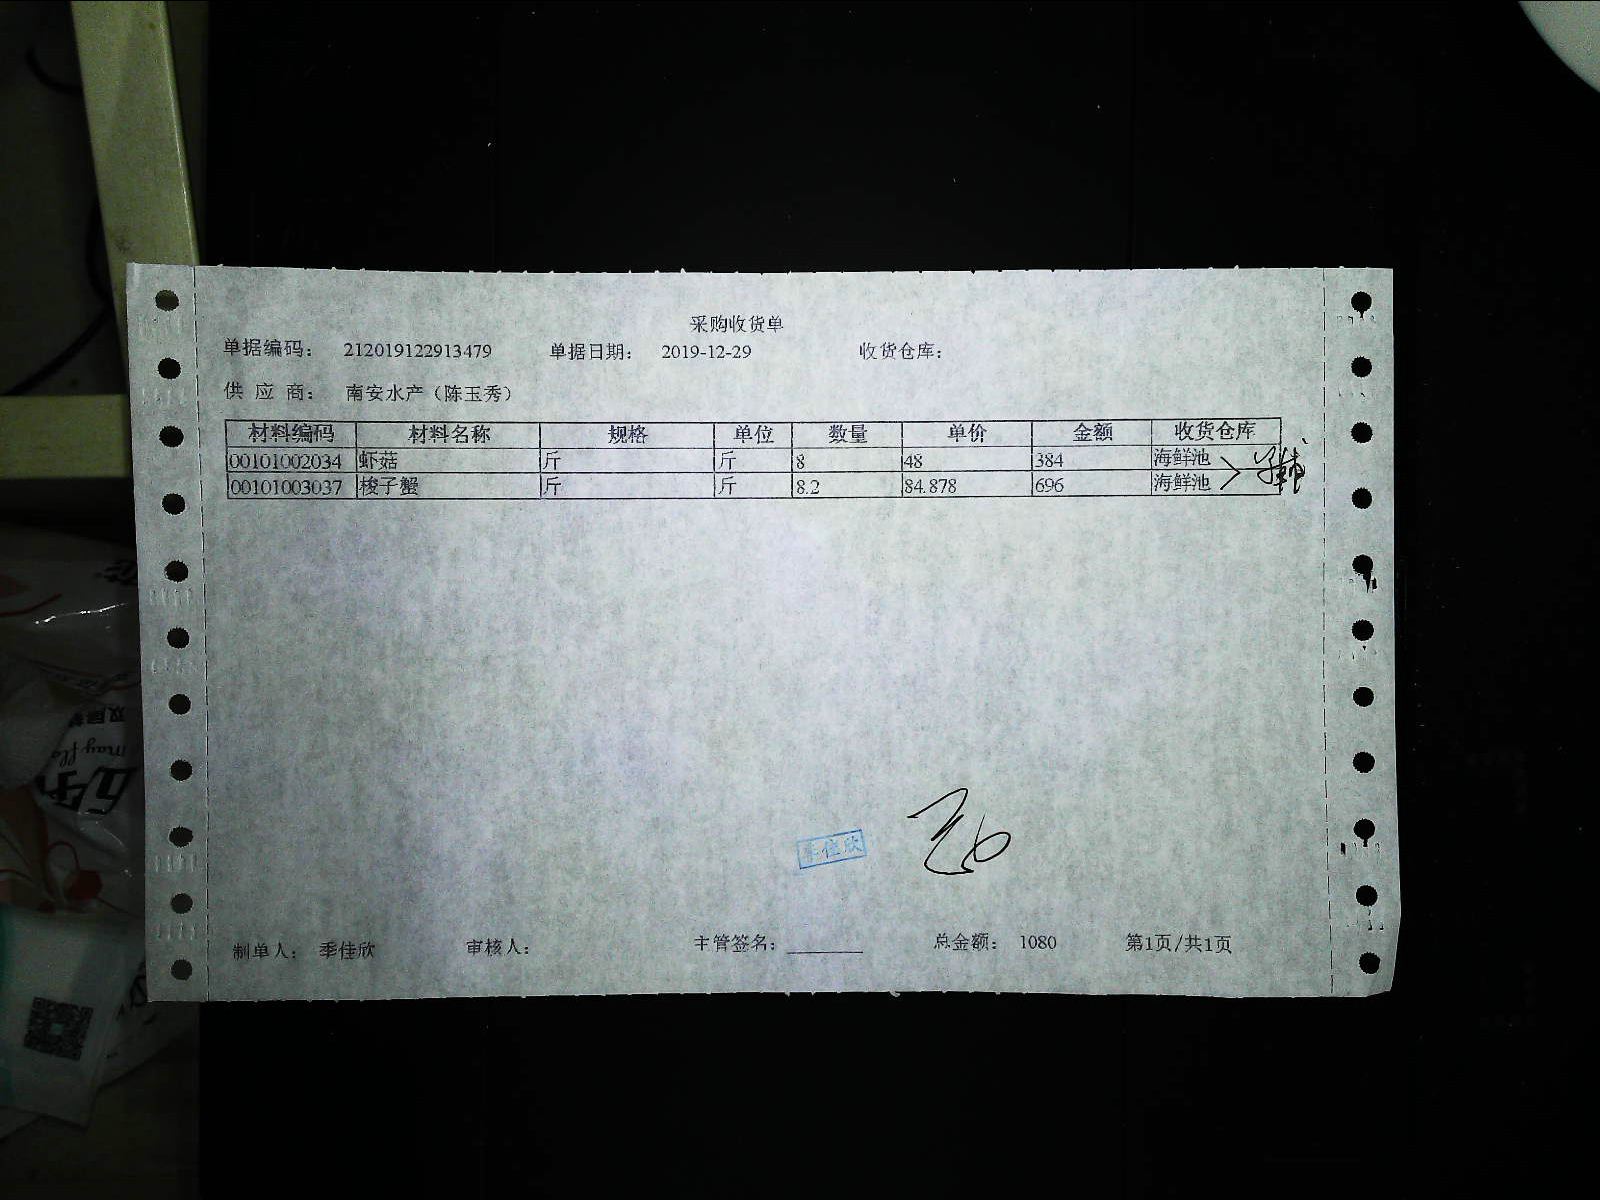 采购收货单
单据编码： 212019122913479 单据日期： 2019-12-29 收货仓库：
供 应 商： 南安水产（陈玉秀）
材料编码 材料名称 规格 单位 数量 单价 金额 收货仓库
00101002034 虾菇 斤 斤 8 48 384 海鲜池
00101003037 梭子蟹 斤 斤 8.2 84.878 696 海鲜池
季佳欣
制单人： 季佳欣 审核人： 主管签名： 总金额： 1080 第1页/共1页
may flo